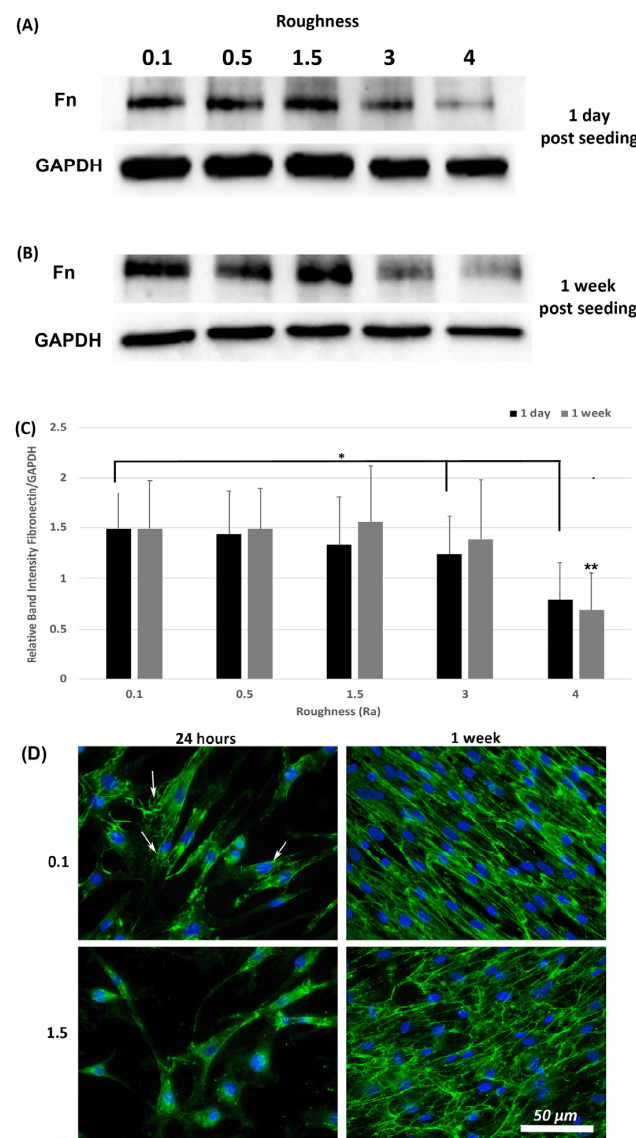 (A)
Roughness
0.1 0.5 1.5 3 4
Fn
1 day
post seeding
GAPDH
(B)
Fn
1 week
post seeding
GAPDH
(C)
1 day 1 week
Relative Band Intensity Fibronectin/GAPDH
2.5
2
1.5
1
0.5
0
*
**
0.1 0.5 1.5 3 4
Roughness (Ra)
(D)
24 hours 1 week
0.1
1.5
50 µm